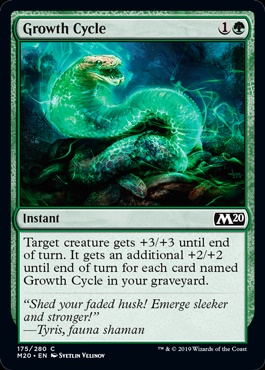 Growth Cycle 1
Instant M20
Target creature gets +3/+3 until end
of turn. It gets an additional +2/+2
until end of turn for each card named
Growth Cycle in your graveyard.
“Shed your faded husk! Emerge sleeker
and stronger!”
—Tyris, fauna shaman
175/280 C
M20 • EN Svetlin Velinov
™ & © 2019 Wizards of the Coast